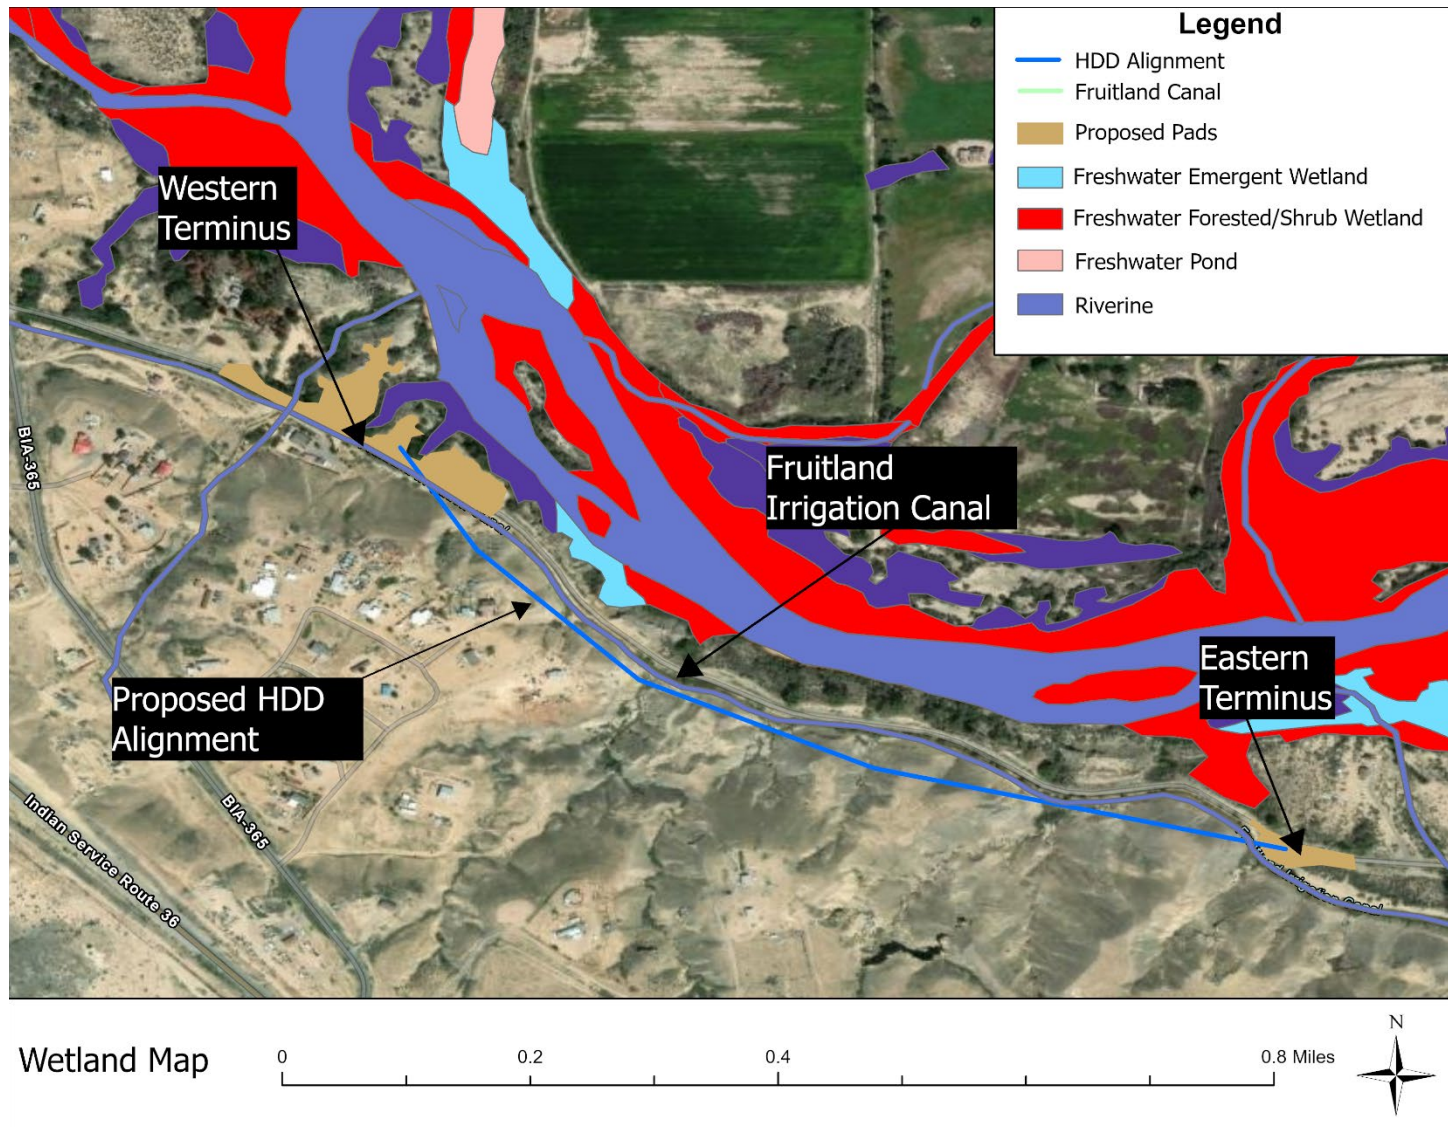 Legend
HDD Alignment
Fruitland Canal
Proposed Pads
Freshwater Emergent Wetland
Freshwater Forested/Shrub Wetland
Freshwater Pond
Riverine
Western
Terminus
BIA-365
Fruitland
Irrigation Canal
Eastern
Terminus
Proposed HDD
Alignment
BIA-365
Indian Service Route 36
Irrigation Canal
N
Wetland Map
0
0.2
0.4
0.8 Miles